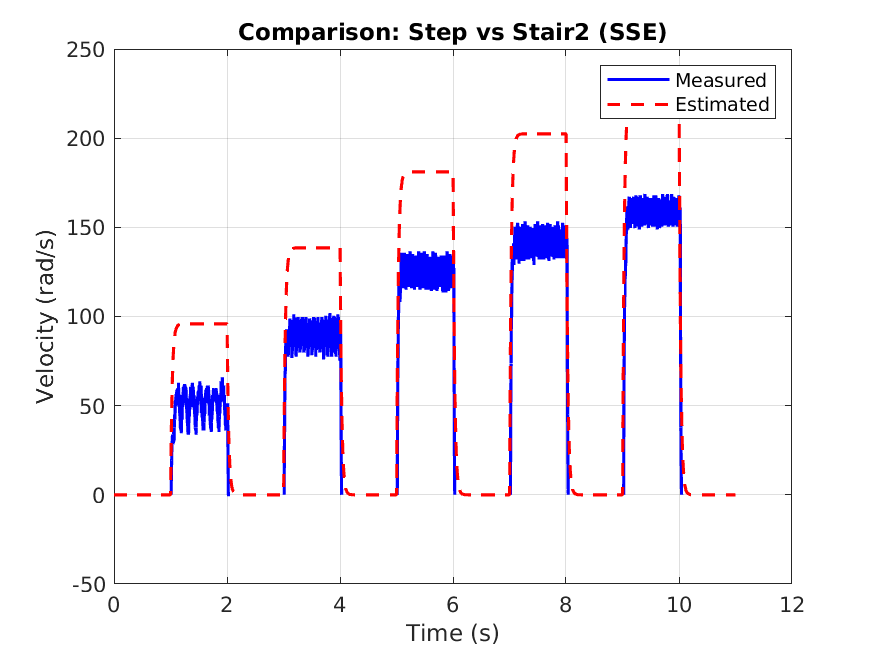 Comparison: Step vs Stair2 (SSE)
250
200
150
100
50
0
-50
Velocity (rad/s)
Measured
Estimated
0 2 4 6 8 10 12
Time (s)